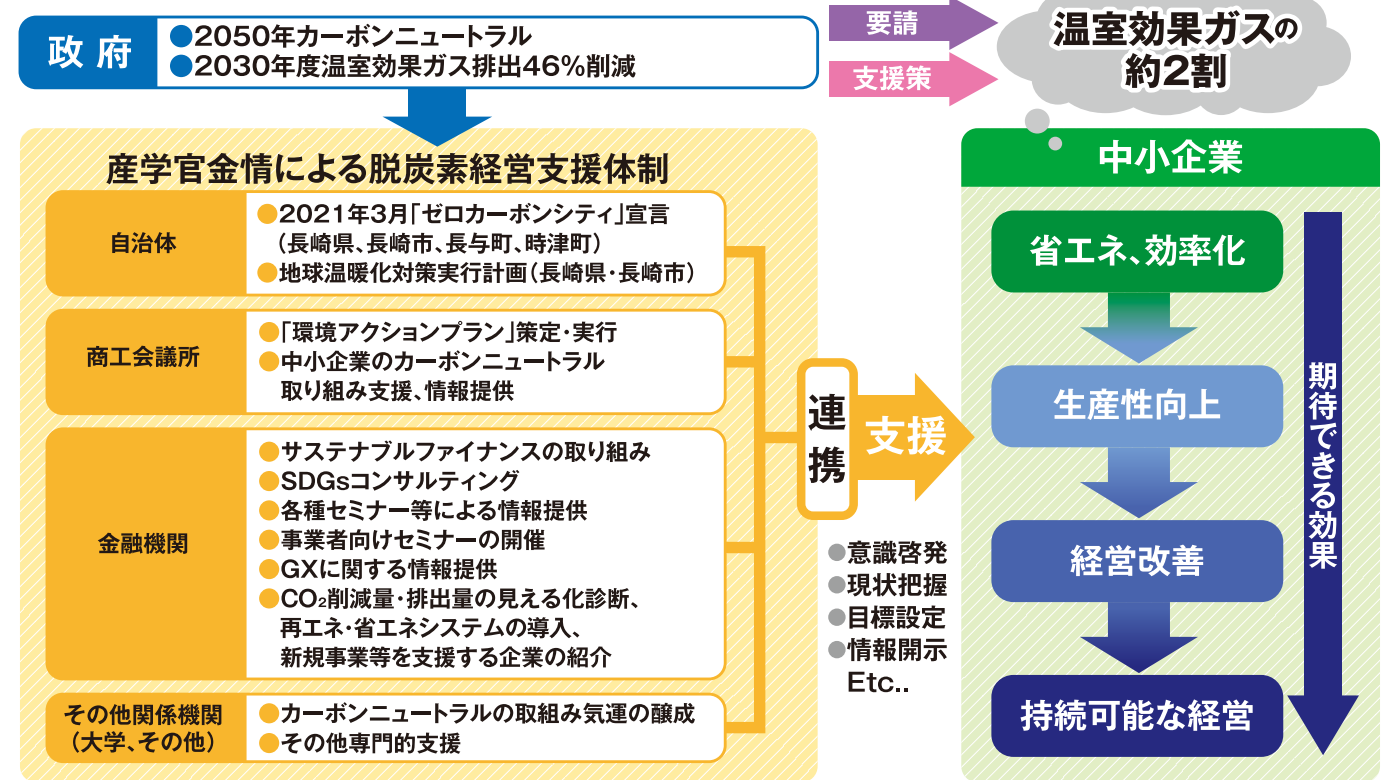 政府
●2050年カーボンニュートラル
●2030年度温室効果ガス排出46%削減
要請
支援策
温室効果ガスの
約2割
産学官金情による脱炭素経営支援体制
自治体
●2021年3月「ゼロカーボンシティ」宣言
（長崎県、長崎市、長与町、時津町）
●地球温暖化対策実行計画（長崎県・長崎市）
商工会議所
●「環境アクションプラン」策定・実行
●中小企業のカーボンニュートラル
取り組み支援、情報提供
金融機関
●サステナブルファイナンスの取り組み
●SDGsコンサルティング
●各種セミナー等による情報提供
●事業者向けセミナーの開催
●GXに関する情報提供
●CO₂削減量・排出量の見える化診断、
再エネ・省エネシステムの導入、
新規事業等を支援する企業の紹介
その他関係機関
（大学、その他）
●カーボンニュートラルの取組み気運の醸成
●その他専門的支援
連携
支援
●意識啓発
●現状把握
●目標設定
●情報開示
Etc..
中小企業
省エネ、効率化
生産性向上
経営改善
持続可能な経営
期待できる効果